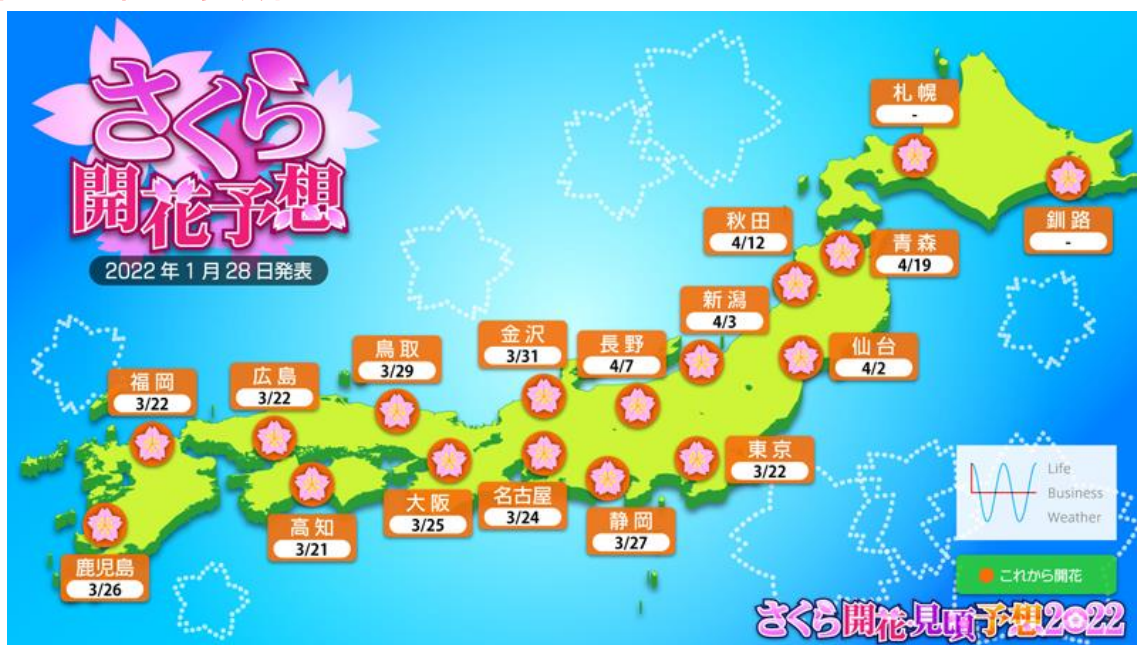 さくら
開花予想
2022年1月28日発表
札幌
-
釧路
-
秋田
4/12
青森
4/19
新潟
4/3
仙台
4/2
金沢
3/31
長野
4/7
鳥取
3/29
広島
3/22
福岡
3/22
東京
3/22
大阪
3/25
名古屋
3/24
静岡
3/27
高知
3/21
鹿児島
3/26
Life
Business
Weather
これから開花
さくら開花・見頃予想2022